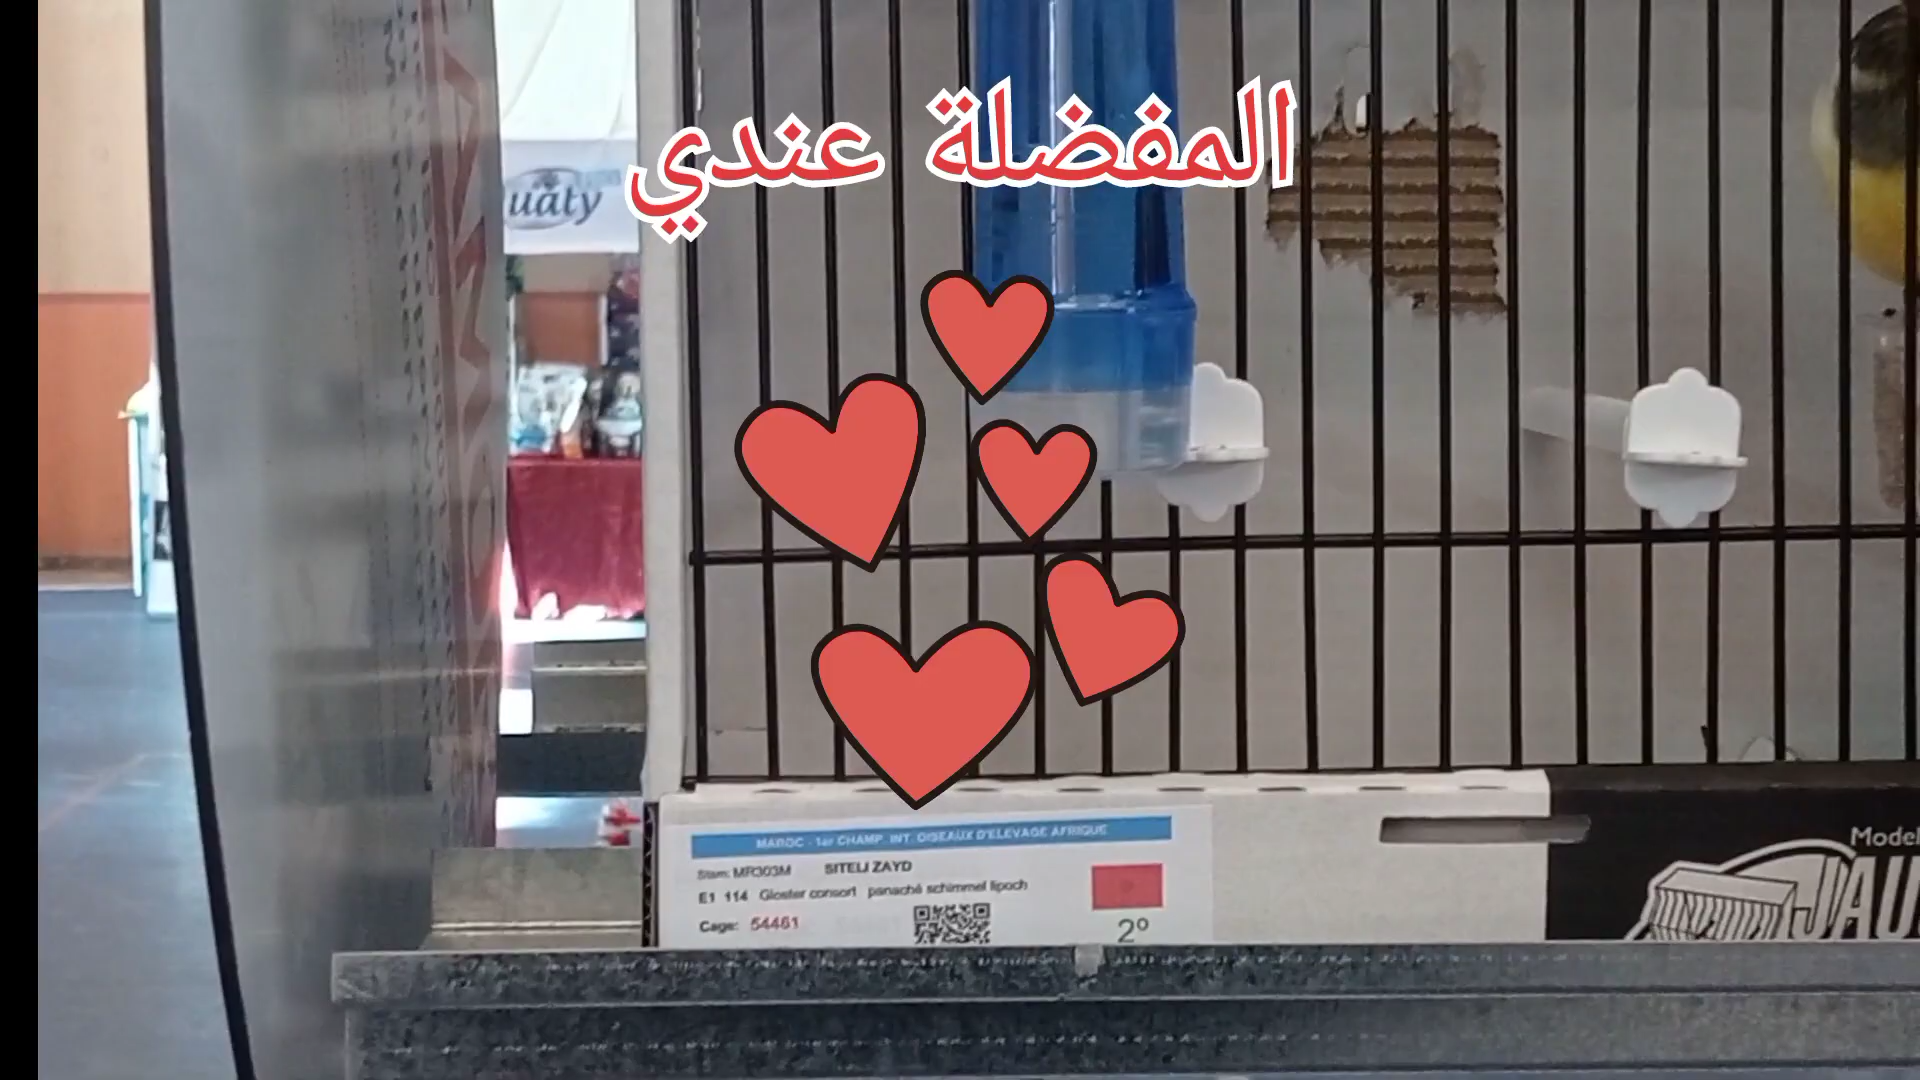 المفضلة عندي
uaty
MAROC - 1er CHAMP. INT. OISEAUX D'ELEVAGE AFRIQUE
Stam: MR303M SITELI ZAYD
E1 114 Gloster consort panaché schimmel lipoch
Cage: 54461
2º
Model